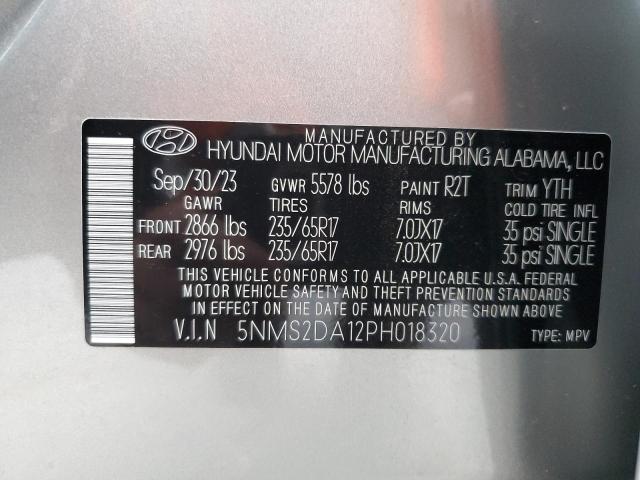 MANUFACTURED BY
HYUNDAI MOTOR MANUFACTURING ALABAMA, LLC
Sep/30/23 GVWR 5578 lbs PAINT R2T TRIM YTH
GAWR TIRES RIMS COLD TIRE INFL
FRONT 2866 lbs 235/65R17 7.0JX17 35 psi SINGLE
REAR 2976 lbs 235/65R17 7.0JX17 35 psi SINGLE
THIS VEHICLE CONFORMS TO ALL APPLICABLE U.S.A. FEDERAL
MOTOR VEHICLE SAFETY AND THEFT PREVENTION STANDARDS
IN EFFECT ON THE DATE OF MANUFACTURE SHOWN ABOVE
V.I.N 5NMS2DA12PH018320 TYPE: MPV